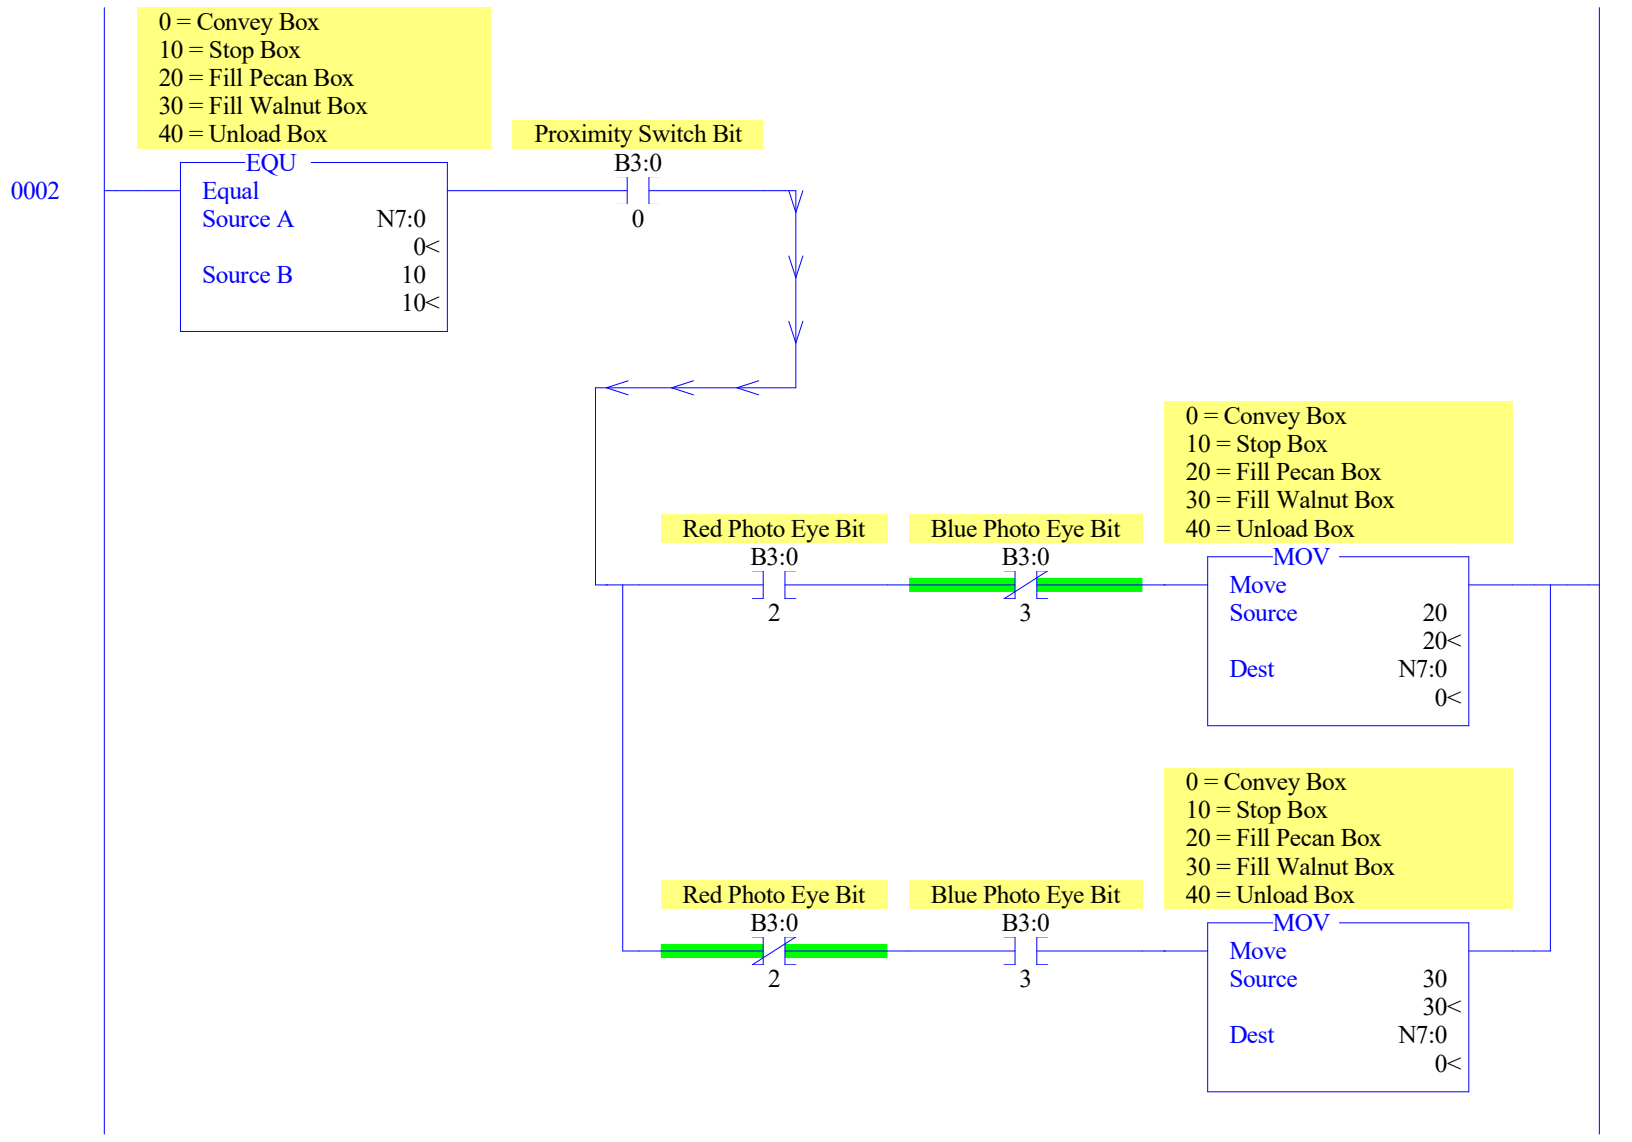 0 = Convey Box
10 = Stop Box
20 = Fill Pecan Box
30 = Fill Walnut Box
40 = Unload Box
Proximity Switch Bit
EQU
B3:0
0002
Equal
Source A N7:0
0
0<
Source B 10
10<
0 = Convey Box
10 = Stop Box
20 = Fill Pecan Box
30 = Fill Walnut Box
40 = Unload Box
Red Photo Eye Bit
Blue Photo Eye Bit
B3:0
B3:0
MOV
Move
2
3
Source 20
20<
Dest N7:0
0<
0 = Convey Box
10 = Stop Box
20 = Fill Pecan Box
30 = Fill Walnut Box
40 = Unload Box
Red Photo Eye Bit
Blue Photo Eye Bit
B3:0
B3:0
MOV
Move
2
3
Source 30
30<
Dest N7:0
0<